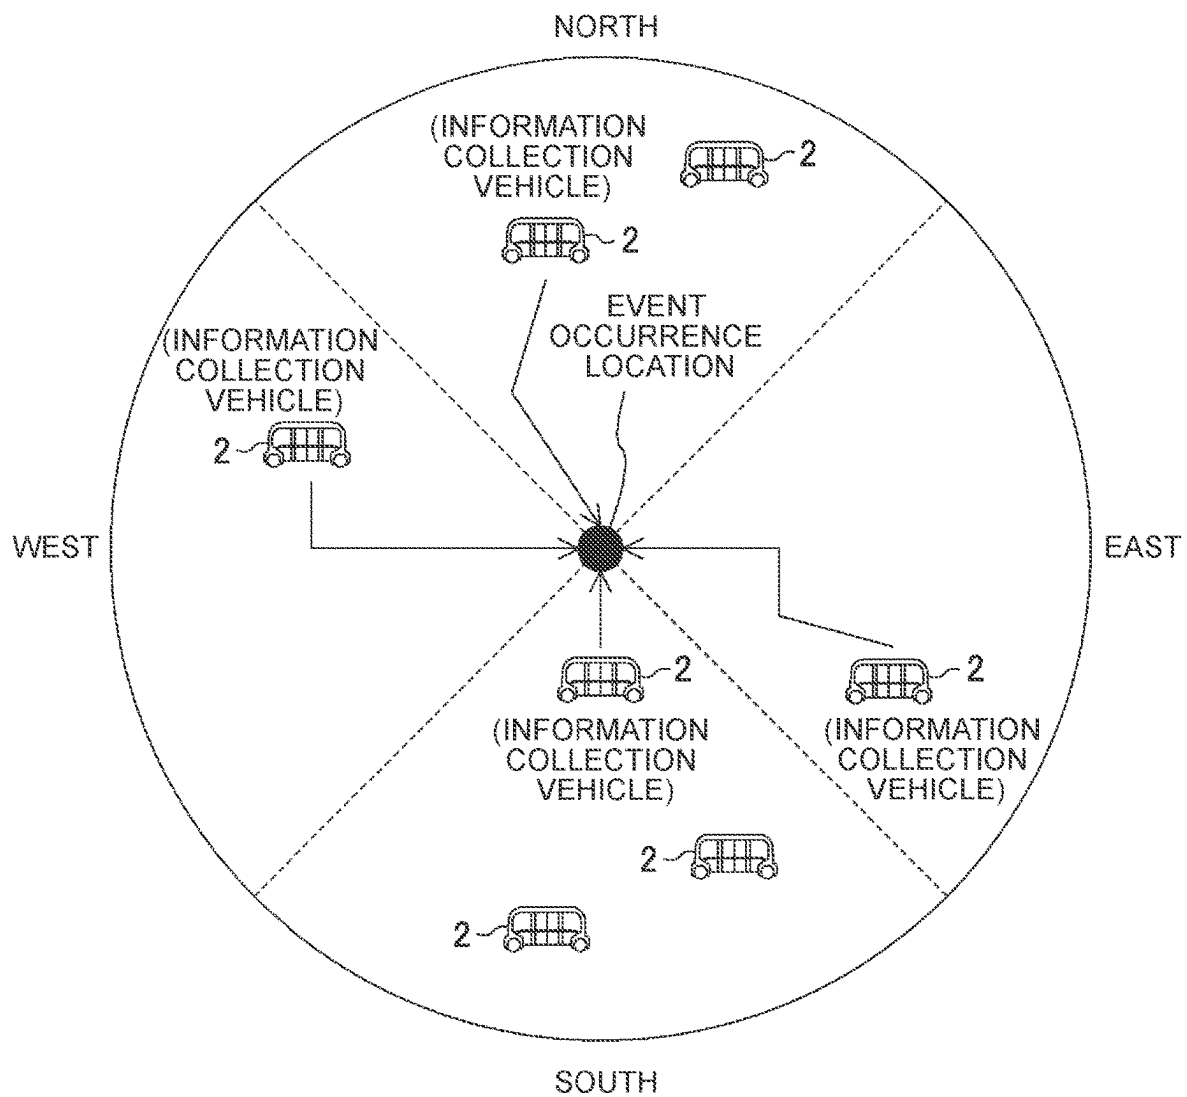 NORTH
(INFORMATION
COLLECTION
VEHICLE)
2
2
EVENT
OCCURRENCE
LOCATION
(INFORMATION
COLLECTION
VEHICLE)
2
WEST
EAST
2
(INFORMATION
COLLECTION
VEHICLE)
2
(INFORMATION
COLLECTION
VEHICLE)
2
2
SOUTH